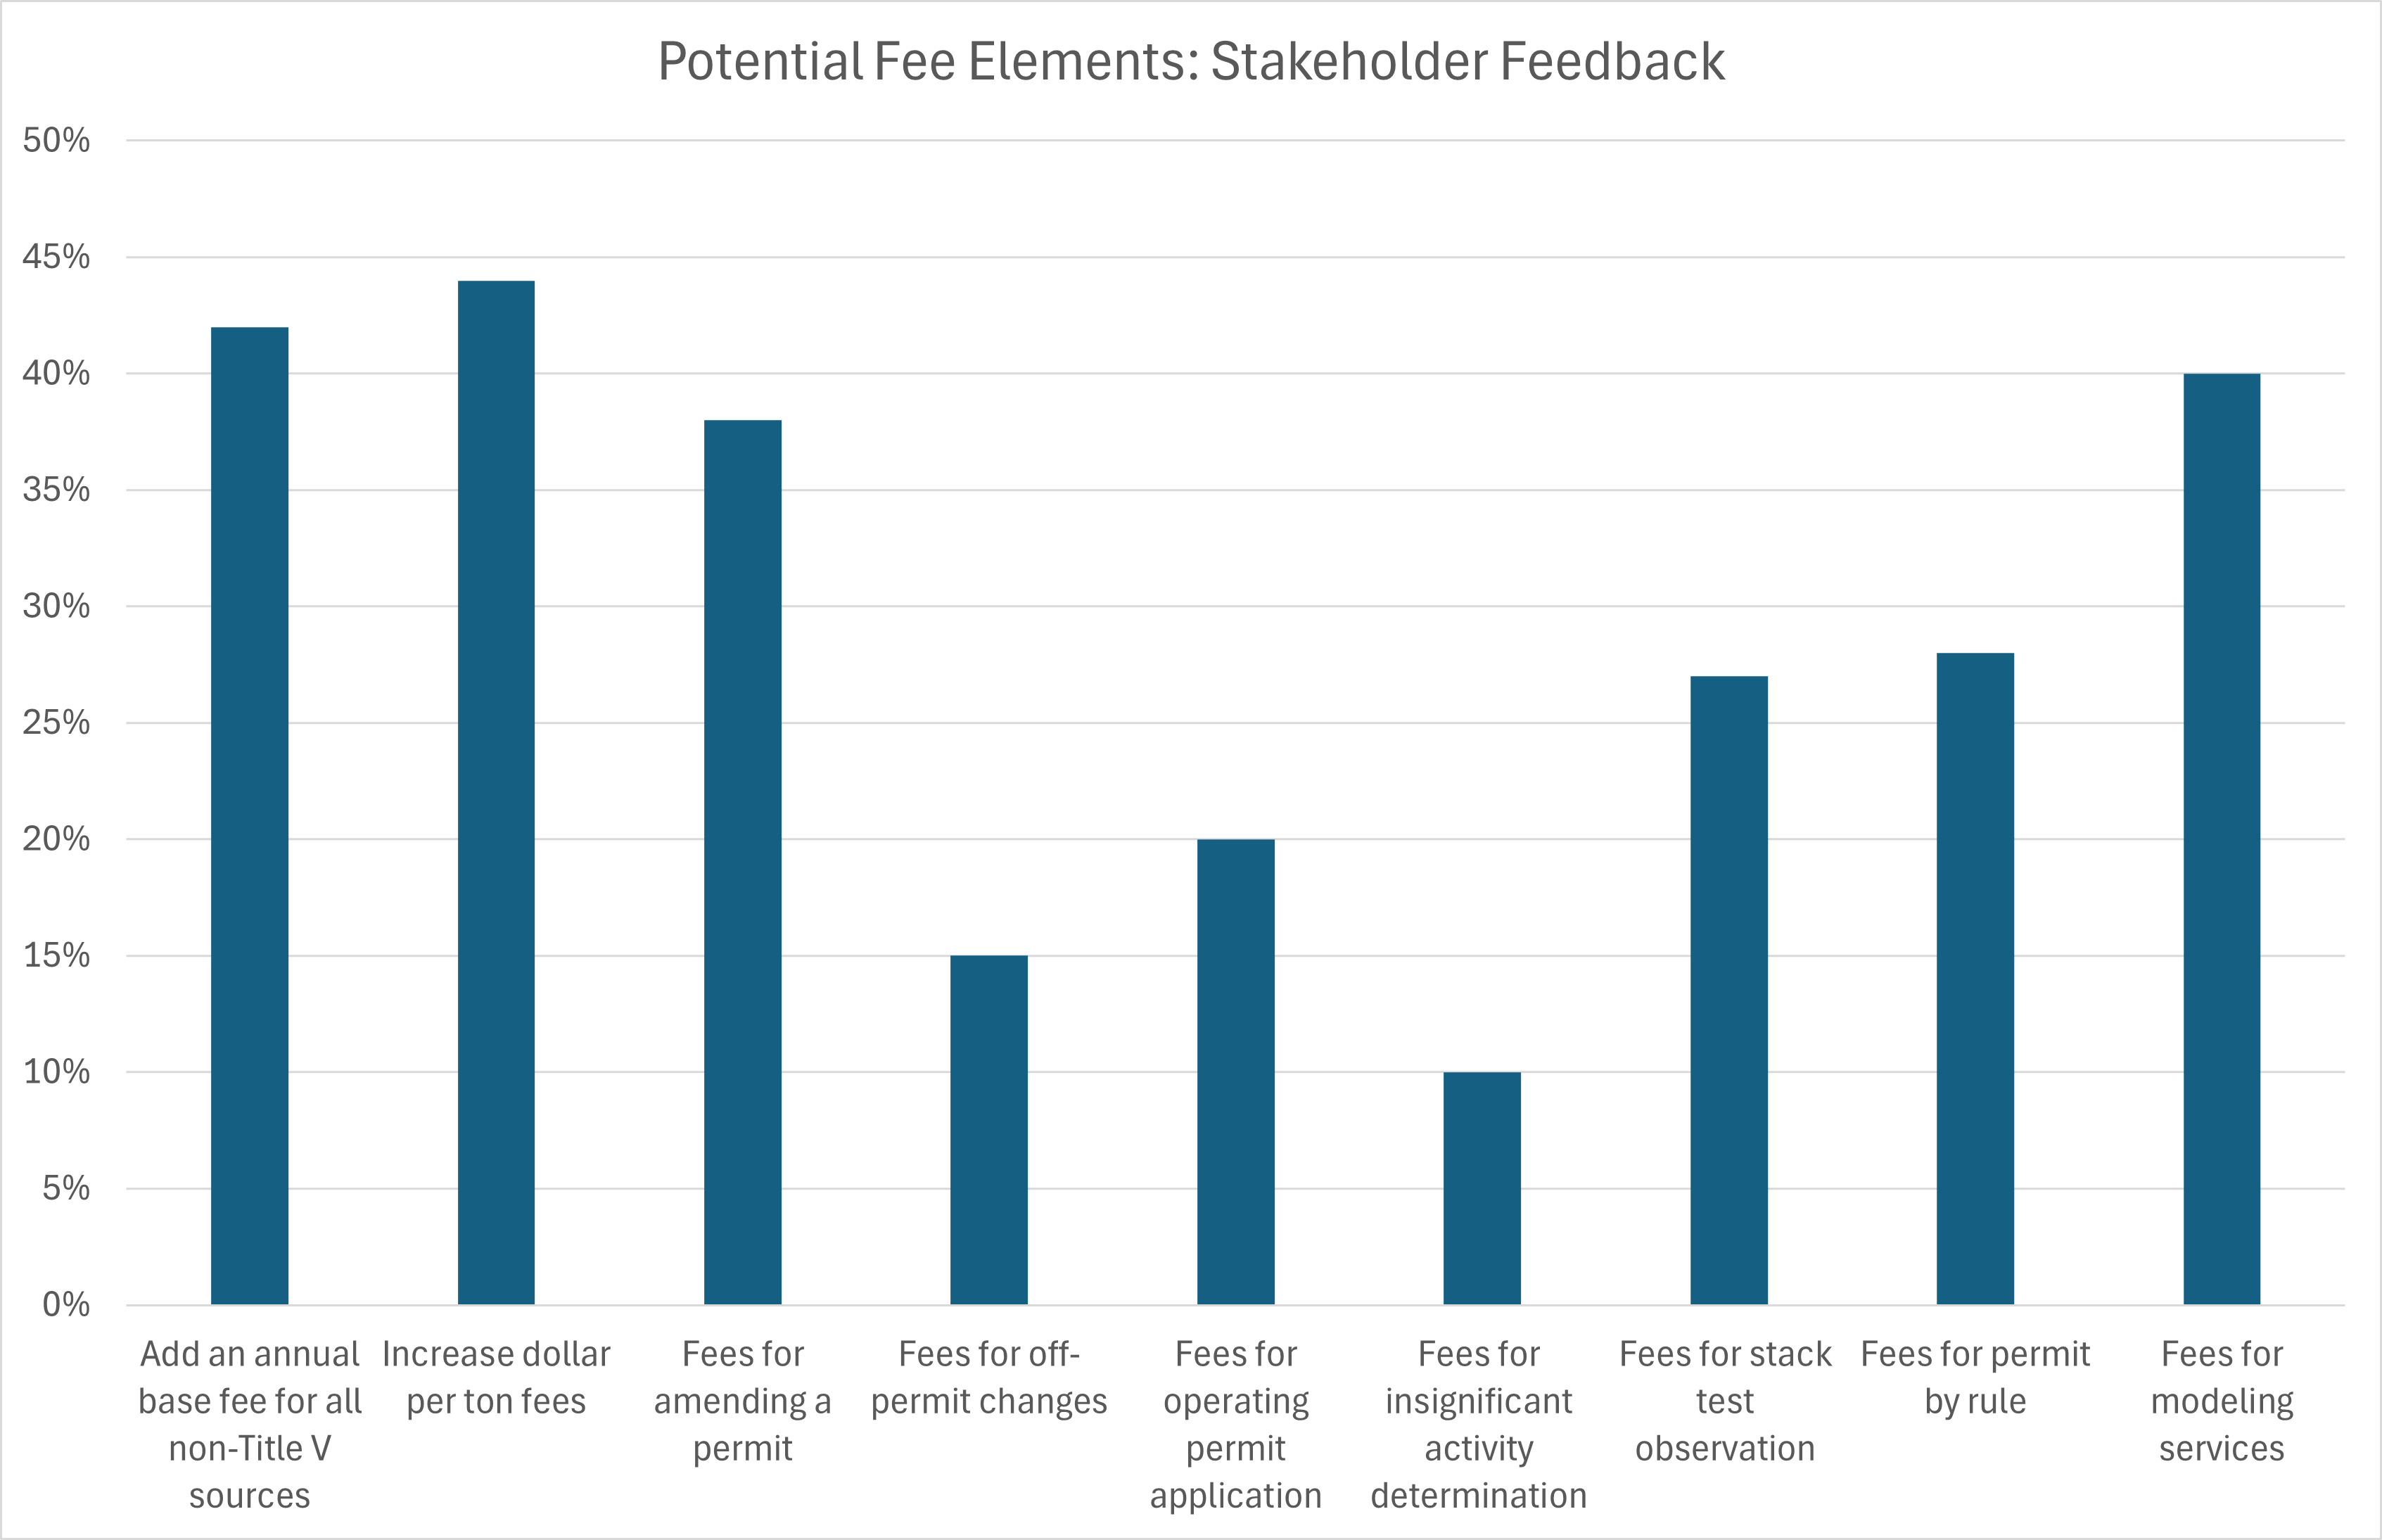 Potential Fee Elements: Stakeholder Feedback
50%
45%
40%
35%
30%
25%
20%
15%
10%
5%
0%
Add an annual
base fee for all
non-Title V
sources
Increase dollar
per ton fees
Fees for
amending a
permit
Fees for off-
permit changes
Fees for
operating
permit
application
Fees for
insignificant
activity
determination
Fees for stack
test
observation
Fees for permit
by rule
Fees for
modeling
services